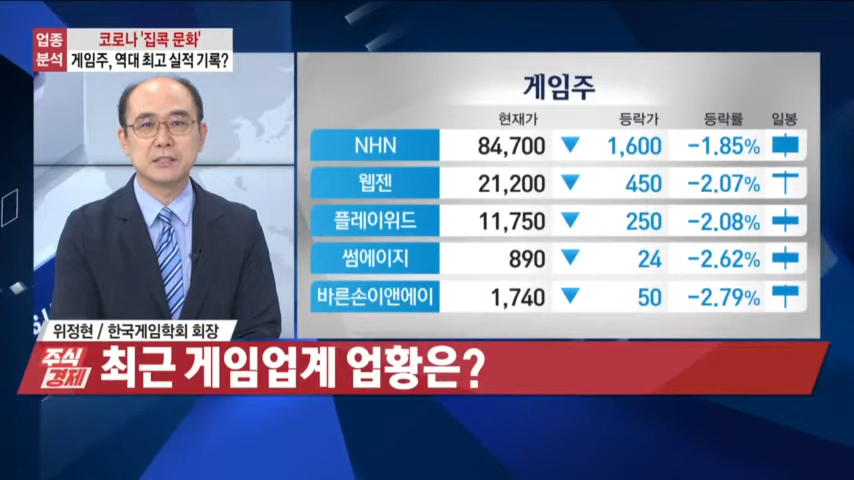 업종
분석
코로나 '집콕 문화'
게임주, 역대 최고 실적 기록?
게임주
현재가 등락가 등락률 일봉
NHN 84,700 ▼ 1,600 -1.85%
웹젠 21,200 ▼ 450 -2.07%
플레이위드 11,750 ▼ 250 -2.08%
썸에이지 890 ▼ 24 -2.62%
바른손이앤에이 1,740 ▼ 50 -2.79%
위정현 / 한국게임학회 회장
주식
경제
최근 게임업계 업황은?